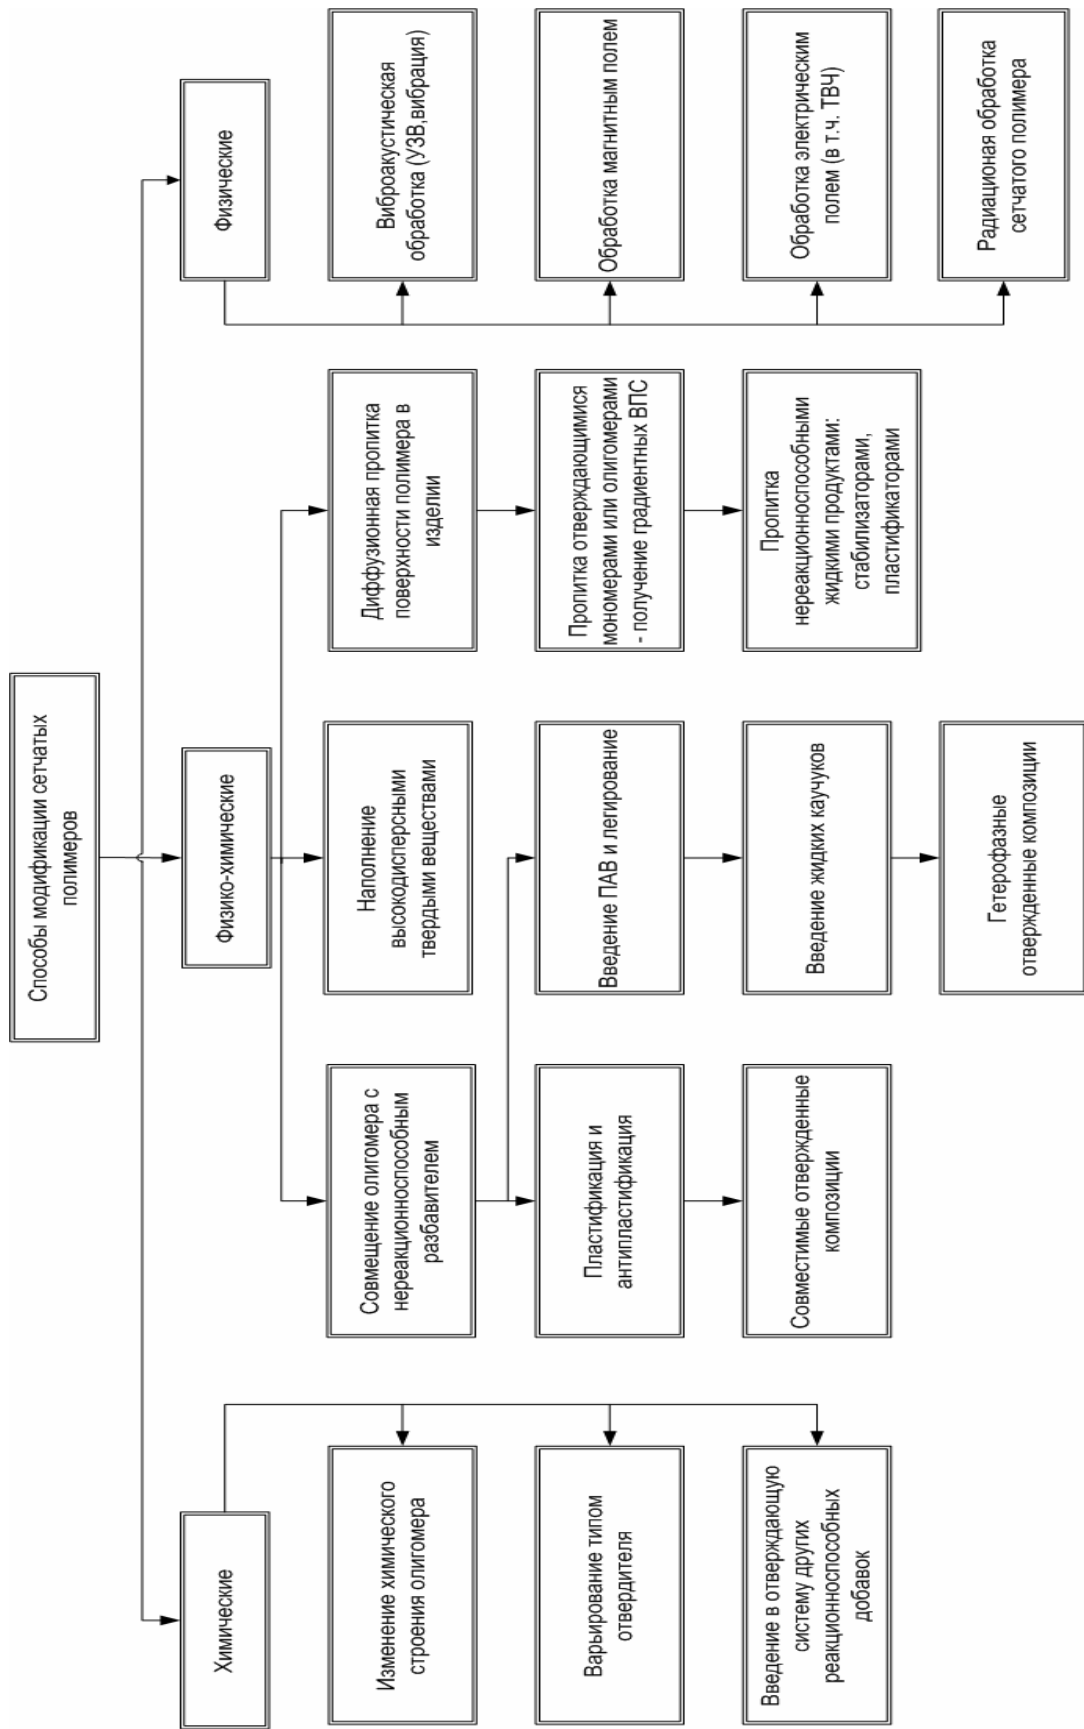 Способы модификации сетчатых
полимеров
Химические
Физико-химические
Физические
Изменение химического
строения олигомера
Варьирование типом
отвердителя
Введение в отверждающую
систему других
реакционноспособных
добавок
Совмещение олигомера с
нереакционноспособным
разбавителем
Пластификация и
антипластификация
Совместимые отвержденные
композиции
Наполнение
высокодисперсными
твердыми веществами
Введение ПАВ и легирование
Введение жидких каучуков
Гетерофазные
отвержденные композиции
Диффузионная пропитка
поверхности полимера в
изделии
Пропитка отверждающимися
мономерами или олигомерами
- получение градиентных ВПС
Пропитка
нереакционноспособными
жидкими продуктами:
стабилизаторами,
пластификаторами
Виброакустическая
обработка (УЗВ,вибрация)
Обработка магнитным полем
Обработка электрическим
полем (в т.ч. ТВЧ)
Радиационая обработка
сетчатого полимера